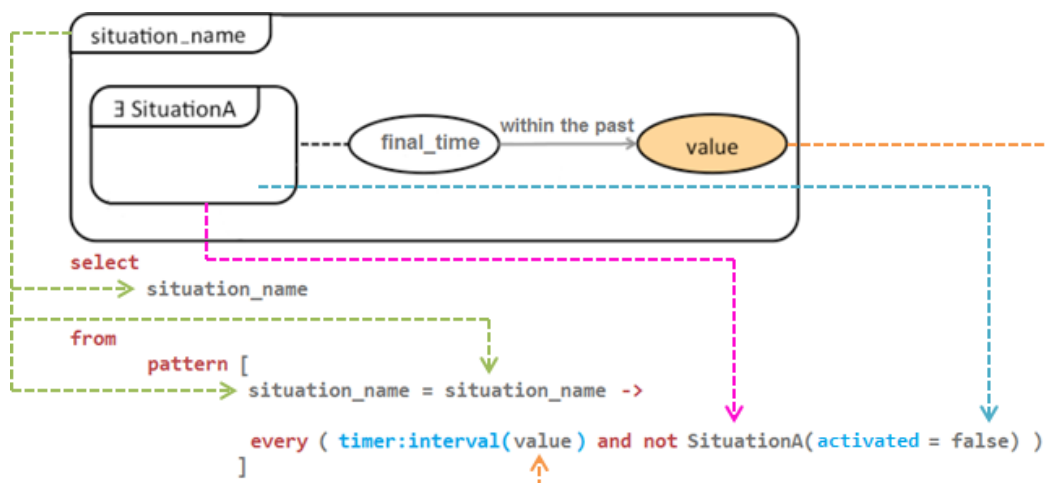 situation_name
∃ SituationA
final_time
within the past
value
select
situation_name
from
pattern [
situation_name = situation_name ->
every ( timer:interval(value) and not SituationA(activated = false) )
]